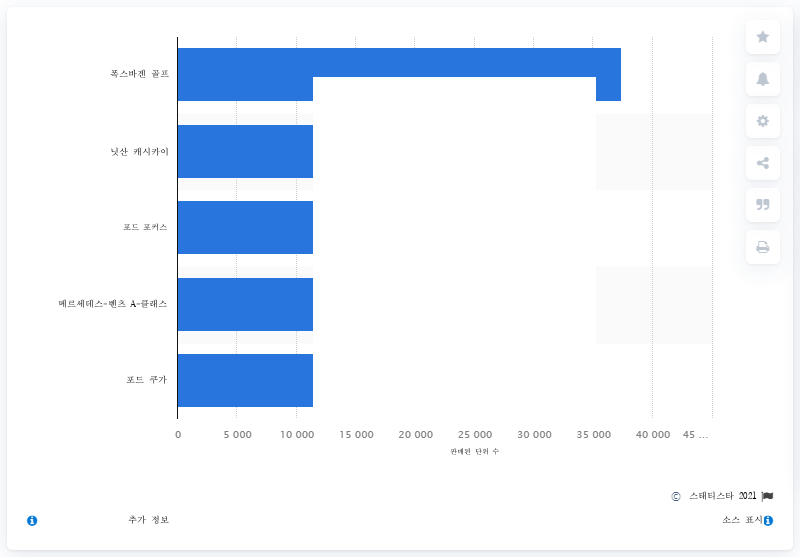 폭스바겐 골프
닛산 캐시카이
포드 포커스
메르세데스-벤츠 A-클래스
포드 쿠가
0 5 000 10 000 15 000 20 000 25 000 30 000 35 000 40 000 45 ...
판매된 단위 수
© 스태티스타 2021
추가 정보
소스 표시